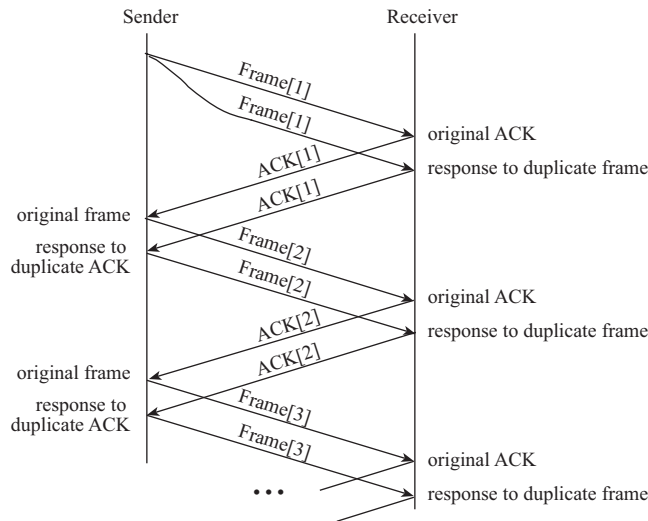 Sender
Receiver
Frame[1]
Frame[1]
original ACK
ACK[1]
response to duplicate frame
ACK[1]
original frame
response to
duplicate ACK
Frame[2]
Frame[2]
original ACK
ACK[2]
response to duplicate frame
ACK[2]
original frame
response to
duplicate ACK
Frame[3]
Frame[3]
original ACK
response to duplicate frame